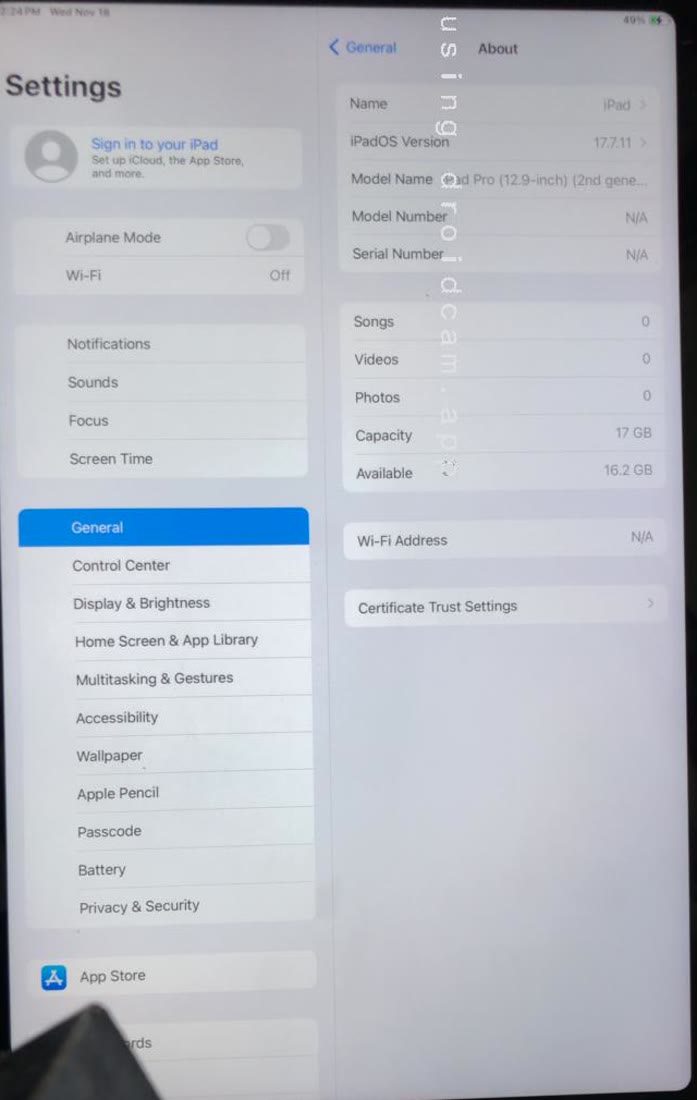 2:24 PM Wed Nov 18
49%
Settings
Sign in to your iPad
Set up iCloud, the App Store,
and more.
Airplane Mode
Wi-Fi Off
Notifications
Sounds
Focus
Screen Time
General
Control Center
Display & Brightness
Home Screen & App Library
Multitasking & Gestures
Accessibility
Wallpaper
Apple Pencil
Passcode
Battery
Privacy & Security
App Store
General
About
Name iPad
iPadOS Version 17.7.11
Model Name iPad Pro (12.9-inch) (2nd gene...
Model Number N/A
Serial Number N/A
Songs 0
Videos 0
Photos 0
Capacity 17 GB
Available 16.2 GB
Wi-Fi Address N/A
Certificate Trust Settings
using droidcam.app